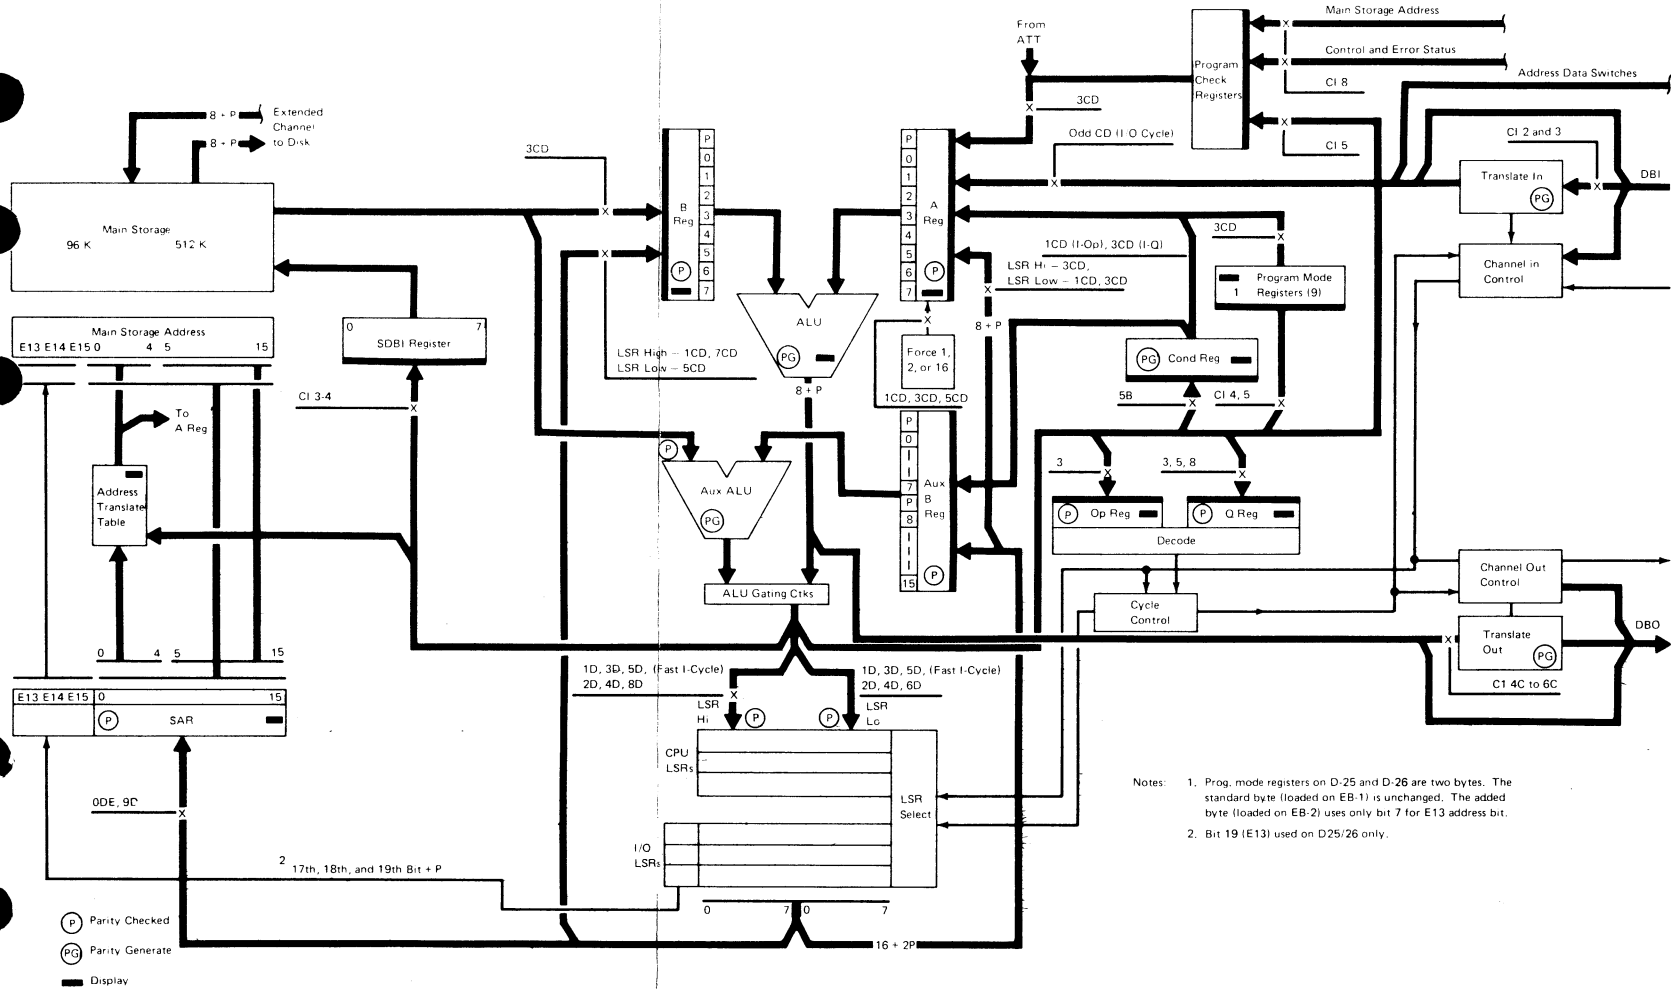 Main Storage Address
From
ATT
Control and Error Status
Program
Check
Registers
Address Data Switches
CI 8
3CD
8 + P
Extended
Channel
to Disk
8 + P
Odd CD (I O Cycle)
CI 5
CI 2 and 3
DBI
3CD
P
0
1
2
3
4
5
6
7
B
Reg
P
P
0
1
2
3
4
5
6
7
A
Reg
P
Translate In
PG
Main Storage
96 K
512 K
3CD
1CD (I-Op), 3CD (I-Q)
LSR Hi – 3CD,
LSR Low – 1CD, 3CD
Program Mode
1 Registers (9)
Channel in
Control
Main Storage Address
E13 E14 E15 0 4 5 15
0 7
SDBI Register
ALU
PG
8 + P
LSR High – 1CD, 7CD
LSR Low – 5CD
Force 1,
2, or 16
PG Cond Reg
8 + P
1CD, 3CD, 5CD
5B
CI 4, 5
CI 3-4
To
A Reg
P
Aux ALU
PG
P
0
7
P
8
15
Aux
B
Reg
P
3
3, 5, 8
P Op Reg
P Q Reg
Decode
Address
Translate
Table
ALU Gating Ctks
Cycle
Control
Channel Out
Control
Translate
Out
PG
DBO
0 4 5 15
1D, 3D, 5D, (Fast I-Cycle)
2D, 4D, 8D
1D, 3D, 5D, (Fast I-Cycle)
2D, 4D, 6D
C1 4C to 6C
E13 E14 E15 0 15
P SAR
LSR
Hi
P
P
LSR
Lo
CPU
LSRs
LSR
Select
I/O
LSRs
0DE, 9D
2
17th, 18th, and 19th Bit + P
0 7 0 7
16 + 2P
Notes: 1. Prog. mode registers on D-25 and D-26 are two bytes. The
standard byte (loaded on EB-1) is unchanged. The added
byte (loaded on EB-2) uses only bit 7 for E13 address bit.
2. Bit 19 (E13) used on D25/26 only.
P Parity Checked
PG Parity Generate
Display